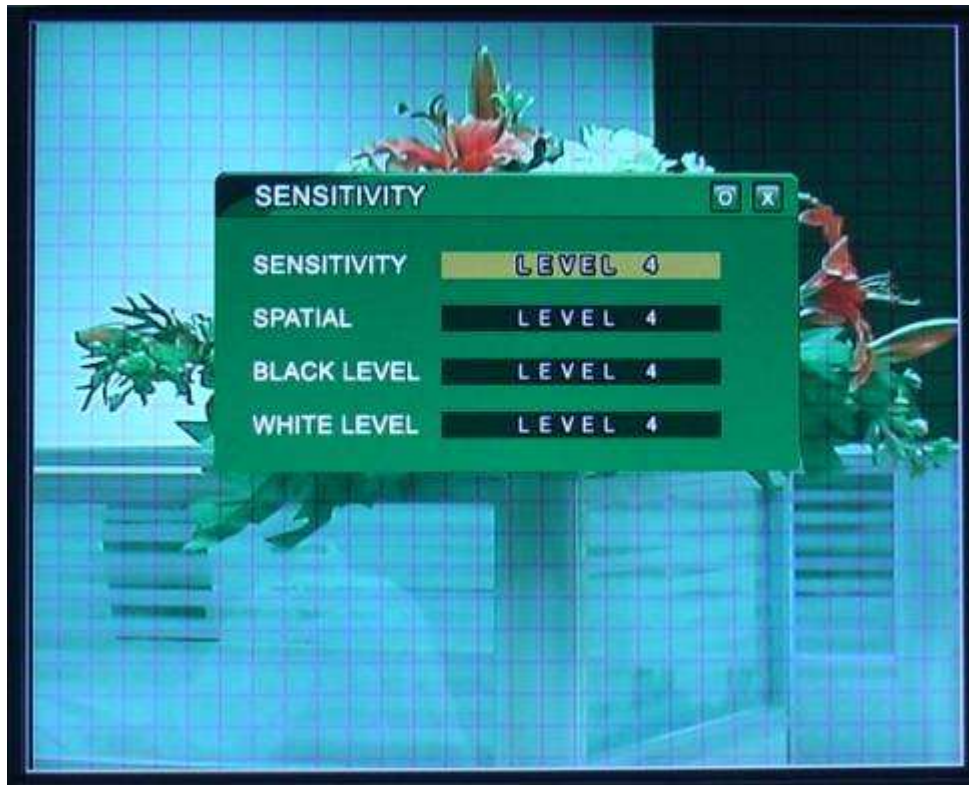 SENSITIVITY O X
SENSITIVITY LEVEL 4
SPATIAL LEVEL 4
BLACK LEVEL LEVEL 4
WHITE LEVEL LEVEL 4